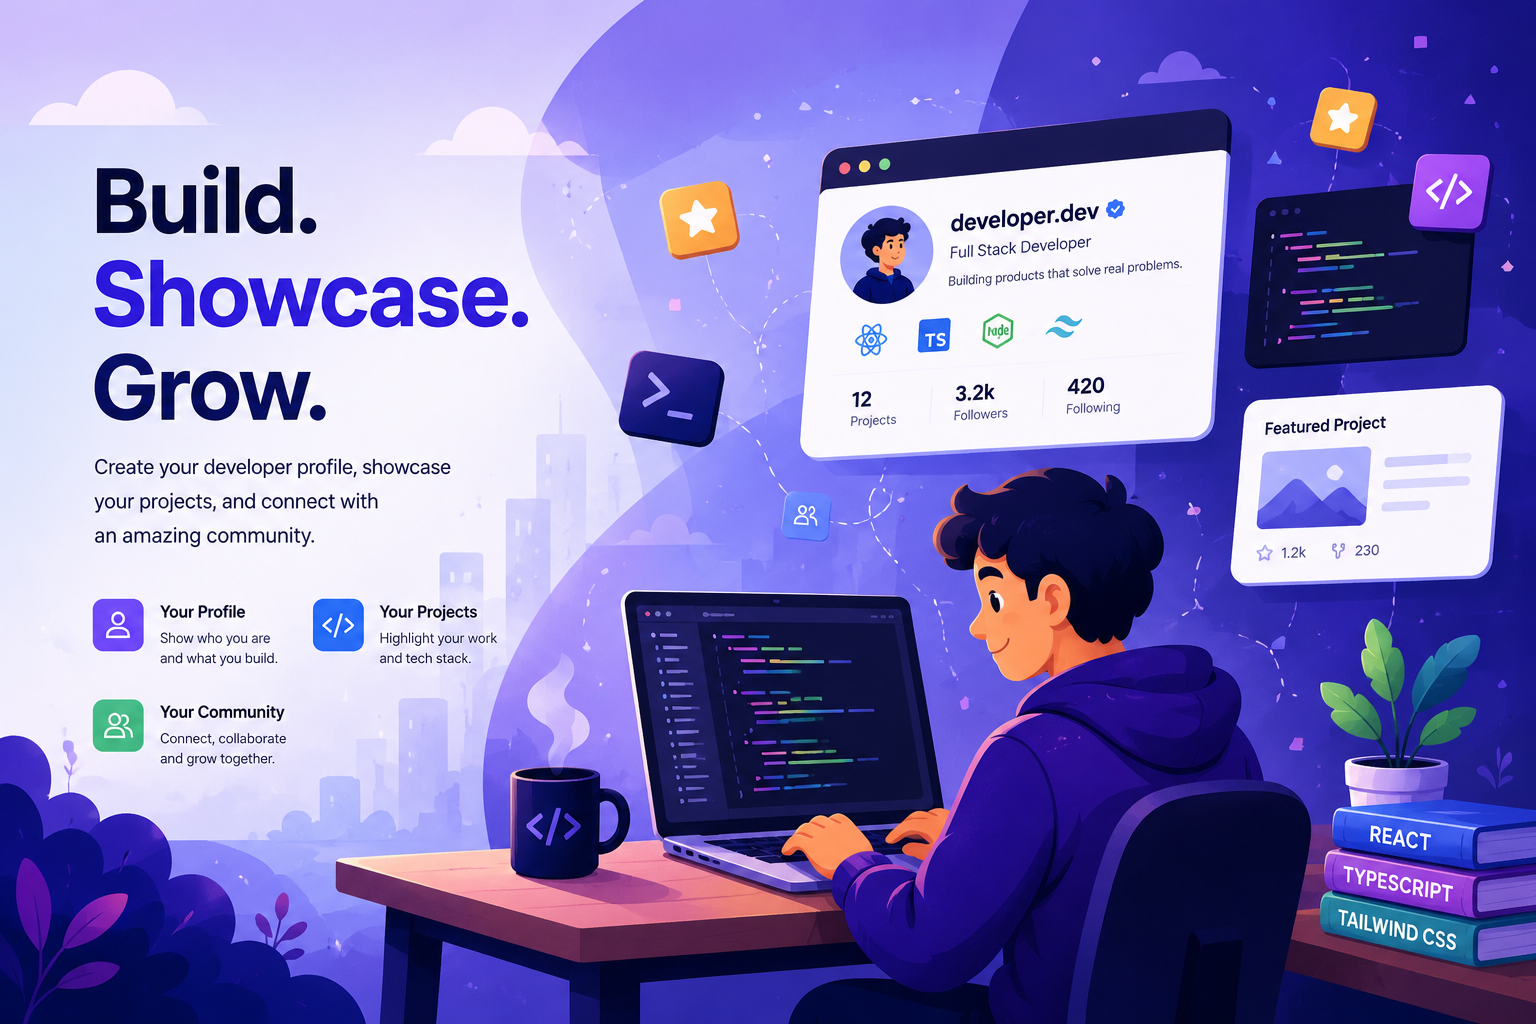 Build.
Showcase.
Grow.
Create your developer profile, showcase
your projects, and connect with
an amazing community.
Your Profile
Show who you are
and what you build.
Your Projects
Highlight your work
and tech stack.
Your Community
Connect, collaborate
and grow together.
developer.dev
Full Stack Developer
Building products that solve real problems.
TS
node
12
Projects
3.2k
Followers
420
Following
</>
>_
Featured Project
1.2k
230
</>
REACT
TYPESCRIPT
TAILWIND CSS